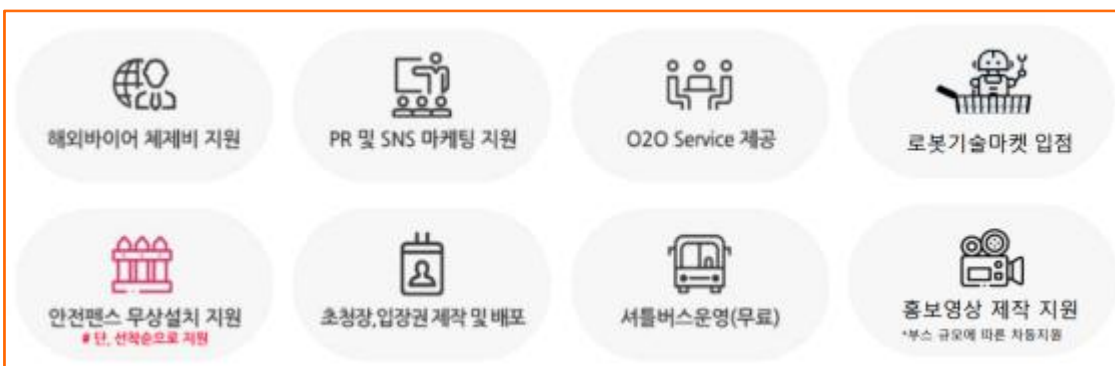 해외바이어 체제비 지원
PR 및 SNS 마케팅 지원
O2O Service 제공
로봇기술마켓 입점
안전펜스 무상설치 지원
# 단, 선착순으로 지원
초청장,입장권 제작 및 배포
셔틀버스운영(무료)
홍보영상 제작 지원
*부스 규모에 따른 차등지원